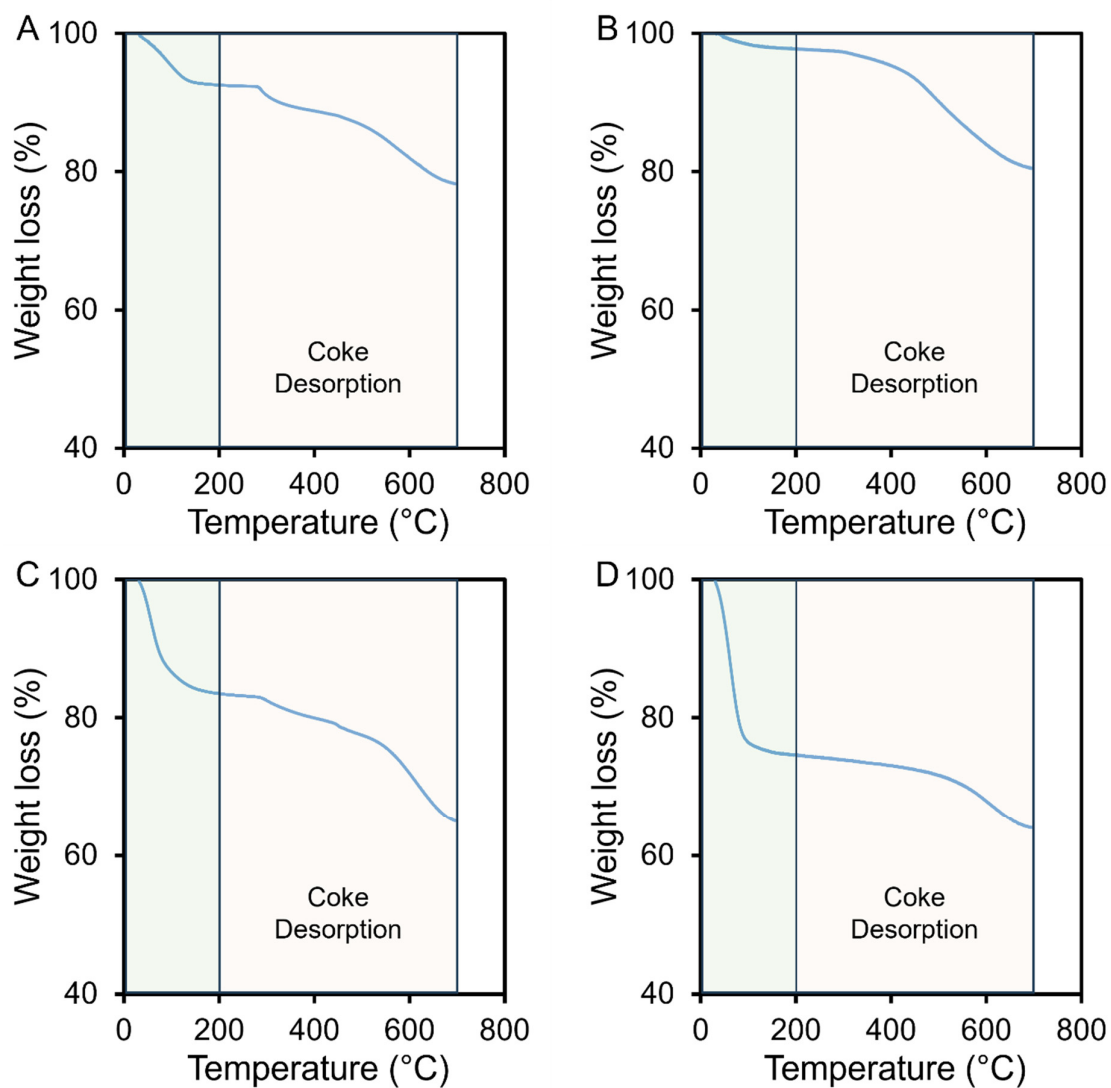 A
100
80
60
40
Weight loss (%)
Coke
Desorption
0 200 400 600 800
Temperature (°C)
B
100
80
60
40
Weight loss (%)
Coke
Desorption
0 200 400 600 800
Temperature (°C)
C
100
80
60
40
Weight loss (%)
Coke
Desorption
0 200 400 600 800
Temperature (°C)
D
100
80
60
40
Weight loss (%)
Coke
Desorption
0 200 400 600 800
Temperature (°C)